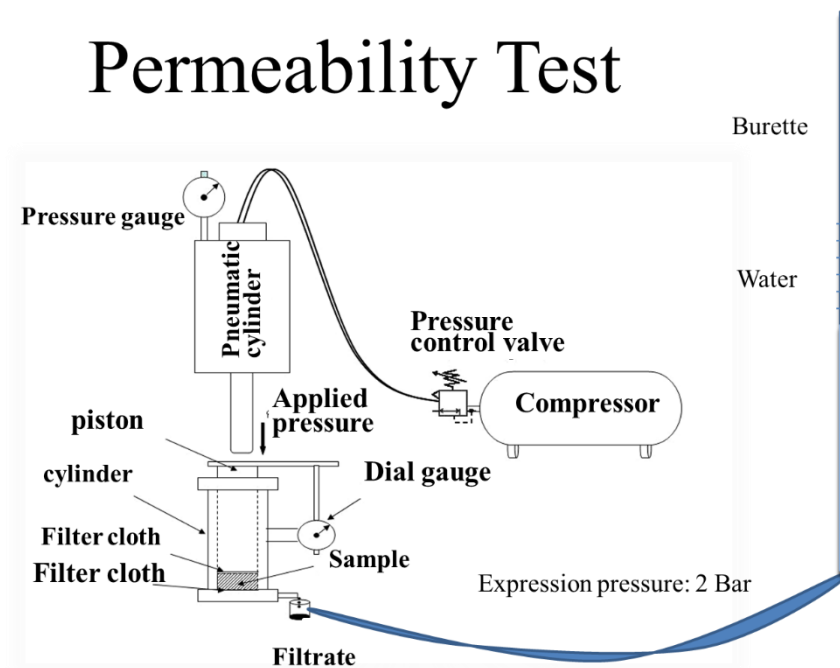 Permeability Test
Burette
Pressure gauge
Pneumatic
cylinder
Water
Pressure
control valve
Compressor
Applied
pressure
piston
cylinder
Dial gauge
Filter cloth
Sample
Filter cloth
Expression pressure: 2 Bar
Filtrate